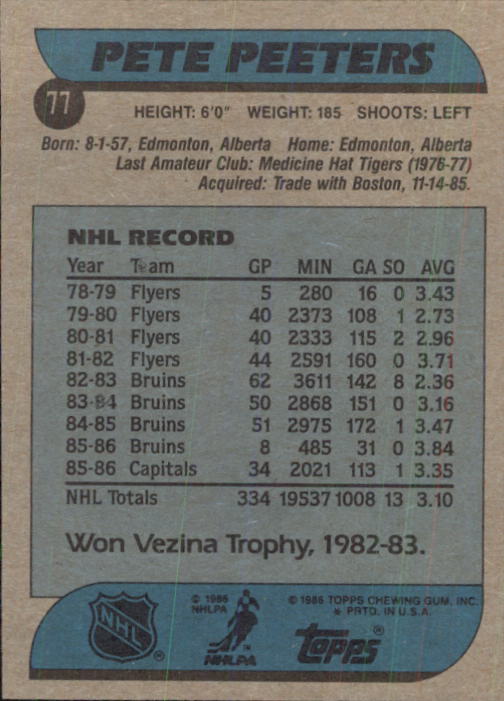 PETE PEETERS
77
HEIGHT: 6'0" WEIGHT: 185 SHOOTS: LEFT
Born: 8-1-57, Edmonton, Alberta Home: Edmonton, Alberta
Last Amateur Club: Medicine Hat Tigers (1976-77)
Acquired: Trade with Boston, 11-14-85.
NHL RECORD
Year Team GP MIN GA SO AVG
78-79 Flyers 5 280 16 0 3.43
79-80 Flyers 40 2373 108 1 2.73
80-81 Flyers 40 2333 115 2 2.96
81-82 Flyers 44 2591 160 0 3.71
82-83 Bruins 62 3611 142 8 2.36
83-84 Bruins 50 2868 151 0 3.16
84-85 Bruins 51 2975 172 1 3.47
85-86 Bruins 8 485 31 0 3.84
85-86 Capitals 34 2021 113 1 3.35
NHL Totals 334 19537 1008 13 3.10
Won Vezina Trophy, 1982-83.
NHL ®
© 1986
NHLPA
TM
NHLPA
© 1986 TOPPS CHEWING GUM, INC.
* PRTD. IN U.S.A.
topps®